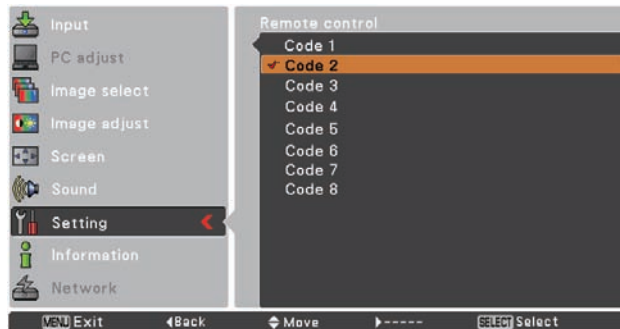 Input
PC adjust
Image select
Image adjust
Screen
Sound
Setting
Information
Network
Remote control
Code 1
Code 2
Code 3
Code 4
Code 5
Code 6
Code 7
Code 8
MENU Exit ◀Back Move ▶----- SELECT Select